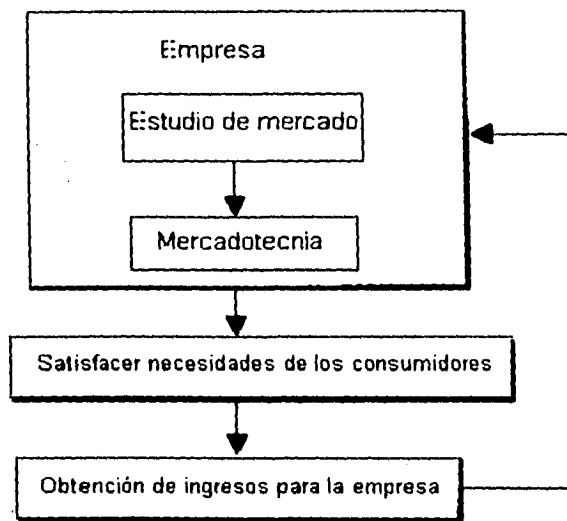 Empresa
Estudio de mercado
Mercadotecnia
Satisfacer necesidades de los consumidores
Obtención de ingresos para la empresa